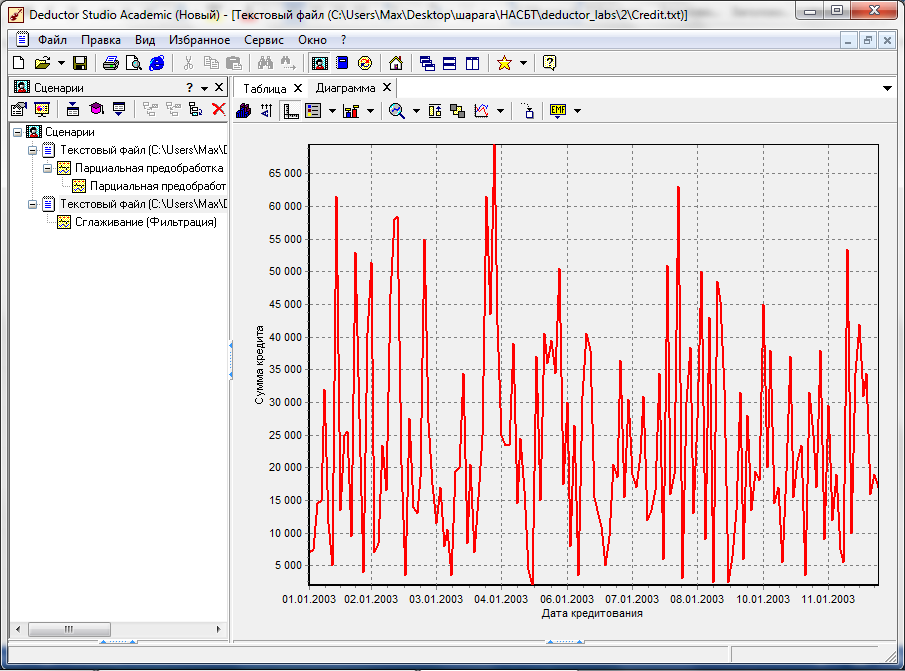 Deductor Studio Academic (Новый) - [Текстовый файл (C:\Users\Max\Desktop\шарага\НАСБТ\deductor_labs\2\Credit.txt)]
Файл Правка Вид Избранное Сервис Окно ?
Сценарии ?
Таблица Диаграмма
EMF
Сценарии
Текстовый файл (C:\Users\Max\D
Парциальная предобработка
Парциальная предобработ
Текстовый файл (C:\Users\Max\D
Сглаживание (Фильтрация)
65 000
60 000
55 000
50 000
45 000
40 000
35 000
30 000
25 000
20 000
15 000
10 000
5 000
Сумма кредита
01.01.2003 02.01.2003 03.01.2003 04.01.2003 06.01.2003 07.01.2003 08.01.2003 10.01.2003 11.01.2003
Дата кредитования